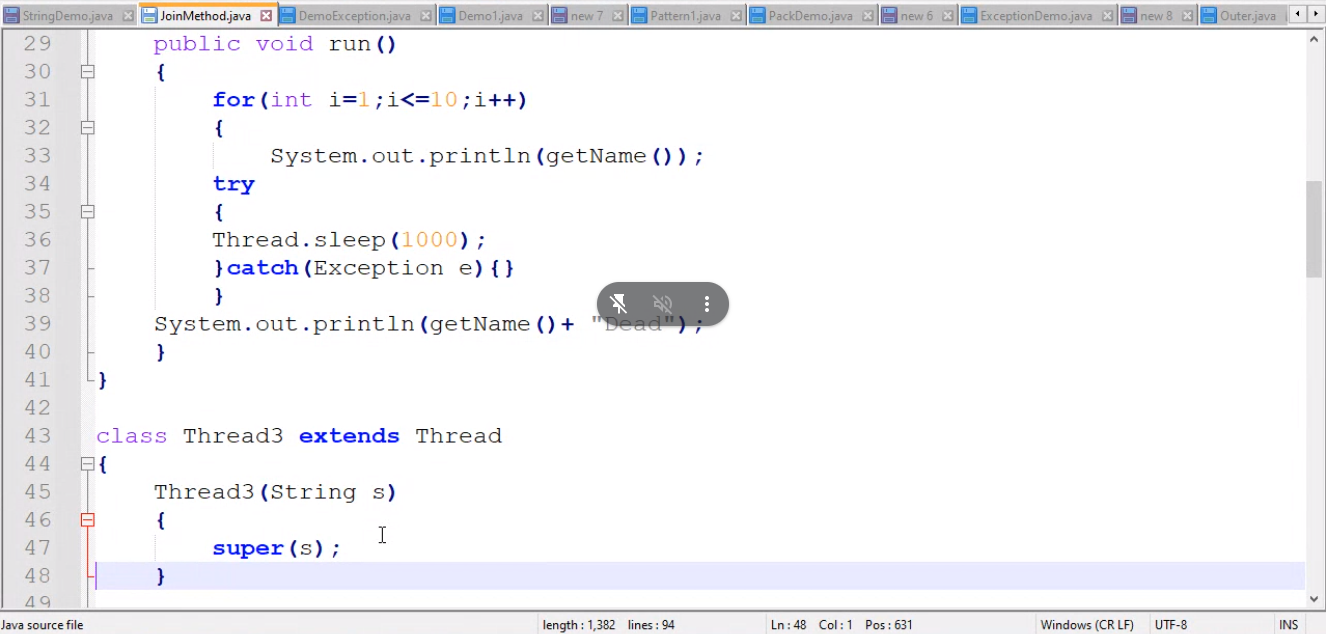 StringDemo.java JoinMethod.java DemoException.java Demo1.java new 7 Pattern1.java PackDemo.java new 6 ExceptionDemo.java new 8 Outer.java
29 public void run()
30 {
31 for(int i=1;i<=10;i++)
32 {
33 System.out.println(getName());
34 try
35 {
36 Thread.sleep(1000);
37 }catch(Exception e){}
38 }
39 System.out.println(getName()+ "Dead");
40 }
41 }
42
43 class Thread3 extends Thread
44 {
45 Thread3(String s)
46 {
47 super(s);
48 }
49
Java source file length : 1,382 lines : 94 Ln : 48 Col : 1 Pos : 631 Windows (CR LF) UTF-8 INS